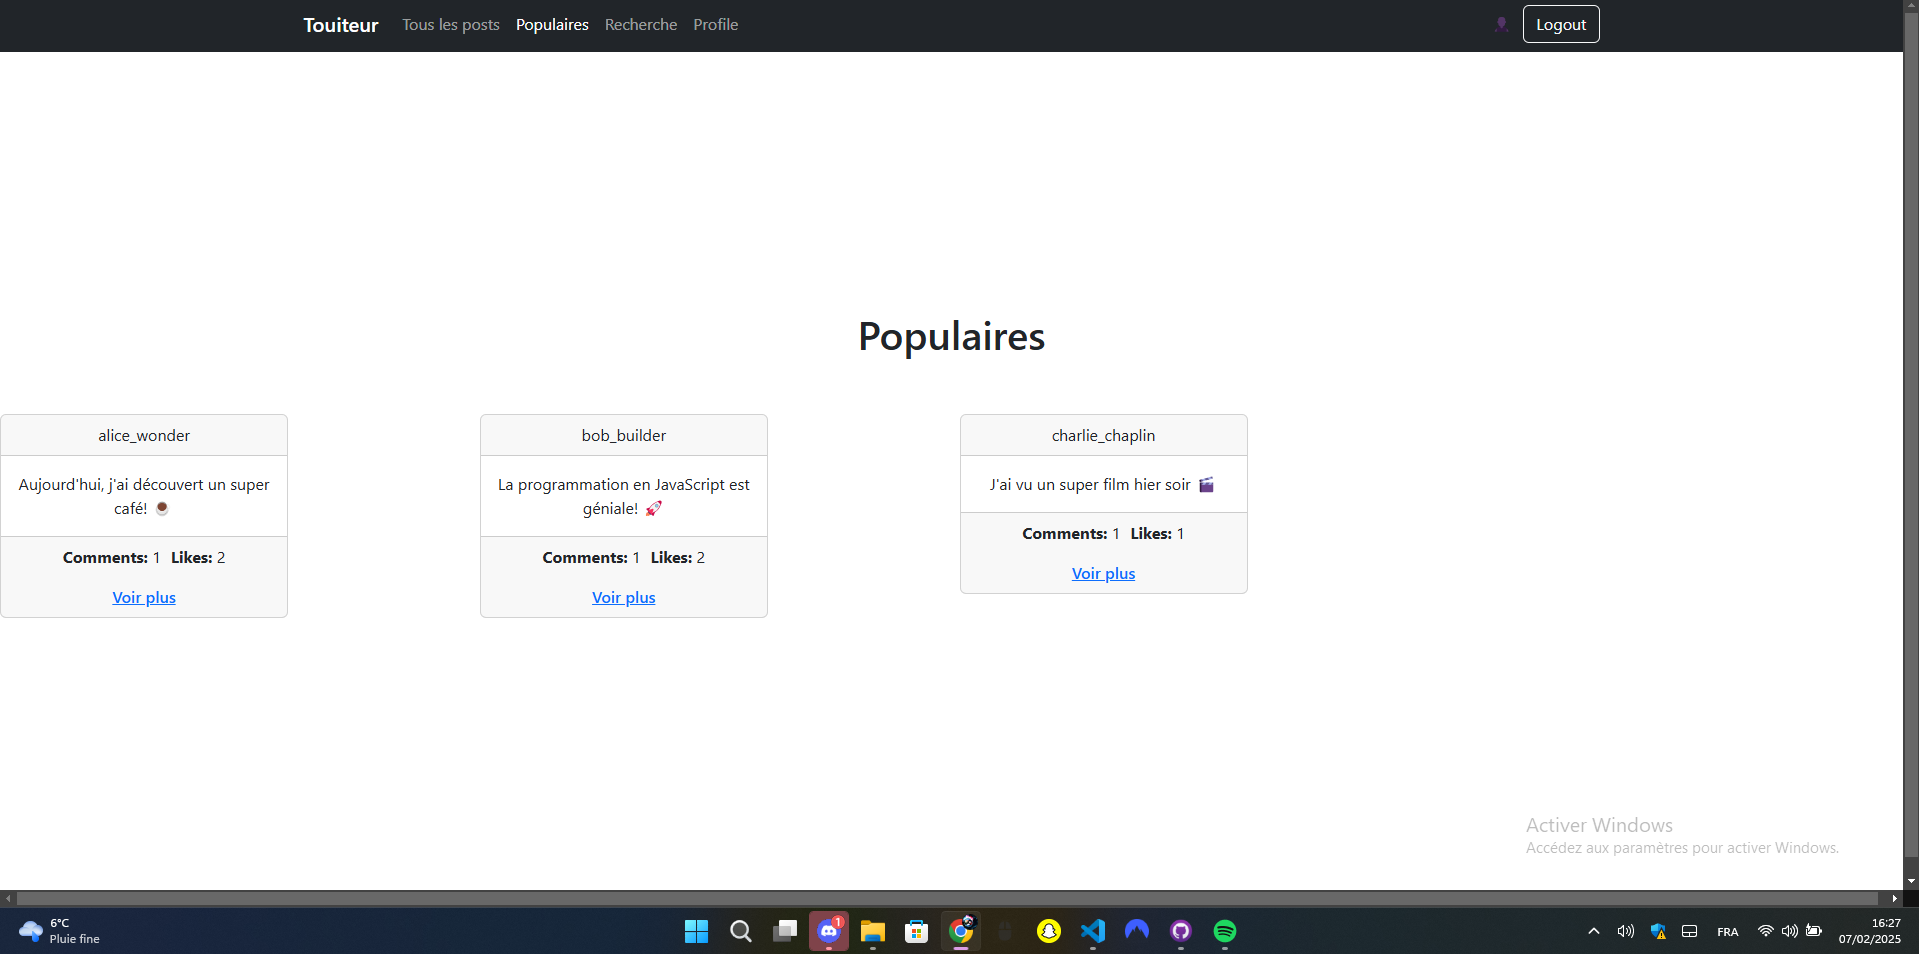 Touiteur Tous les posts Populaires Recherche Profile Logout
Populaires
alice_wonder
Aujourd'hui, j'ai découvert un super
café! ☕
Comments: 1 Likes: 2
Voir plus
bob_builder
La programmation en JavaScript est
géniale! 🚀
Comments: 1 Likes: 2
Voir plus
charlie_chaplin
J'ai vu un super film hier soir 🎬
Comments: 1 Likes: 1
Voir plus
Activer Windows
Accédez aux paramètres pour activer Windows.
6°C
Pluie fine
1
FRA
16:27
07/02/2025